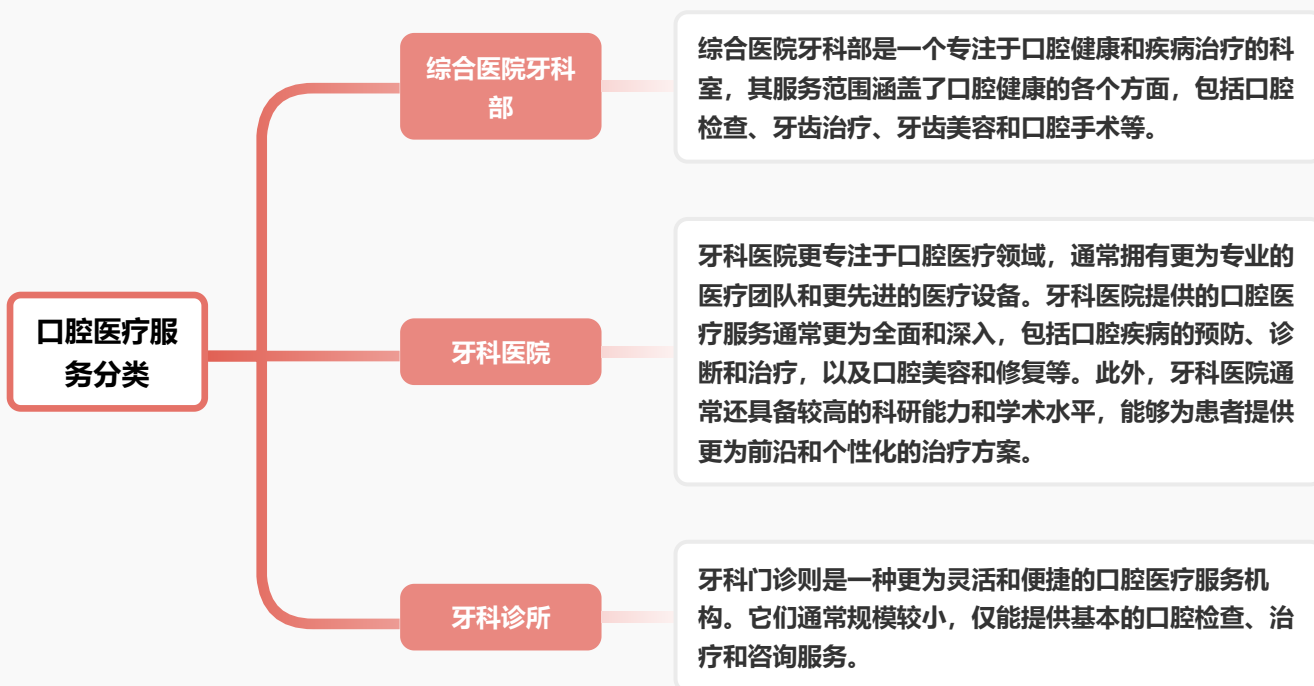 口腔医疗服
务分类
综合医院牙科
部
综合医院牙科部是一个专注于口腔健康和疾病治疗的科
室，其服务范围涵盖了口腔健康的各个方面，包括口腔
检查、牙齿治疗、牙齿美容和口腔手术等。
牙科医院
牙科医院更专注于口腔医疗领域，通常拥有更为专业的
医疗团队和更先进的医疗设备。牙科医院提供的口腔医
疗服务通常更为全面和深入，包括口腔疾病的预防、诊
断和治疗，以及口腔美容和修复等。此外，牙科医院通
常还具备较高的科研能力和学术水平，能够为患者提供
更为前沿和个性化的治疗方案。
牙科诊所
牙科门诊则是一种更为灵活和便捷的口腔医疗服务机
构。它们通常规模较小，仅能提供基本的口腔检查、治
疗和咨询服务。